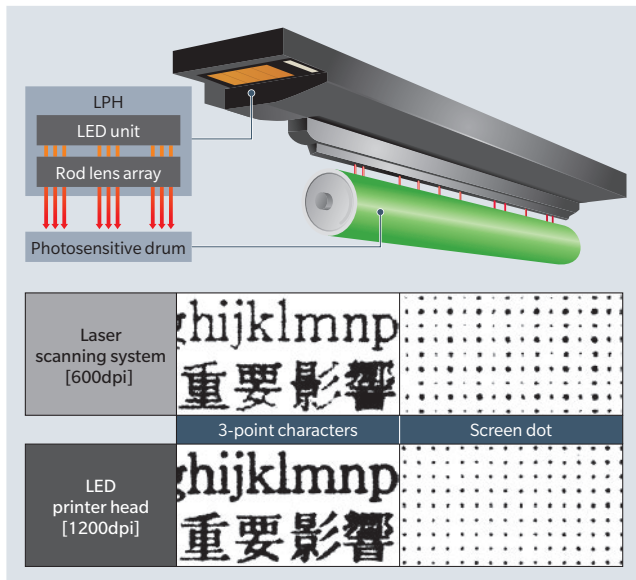 LPH
LED unit
Rod lens array
Photosensitive drum
Laser
scanning system
[600dpi]
ghijklmnp
重要影響
3-point characters
Screen dot
LED
printer head
[1200dpi]
ghijklmnp
重要影響